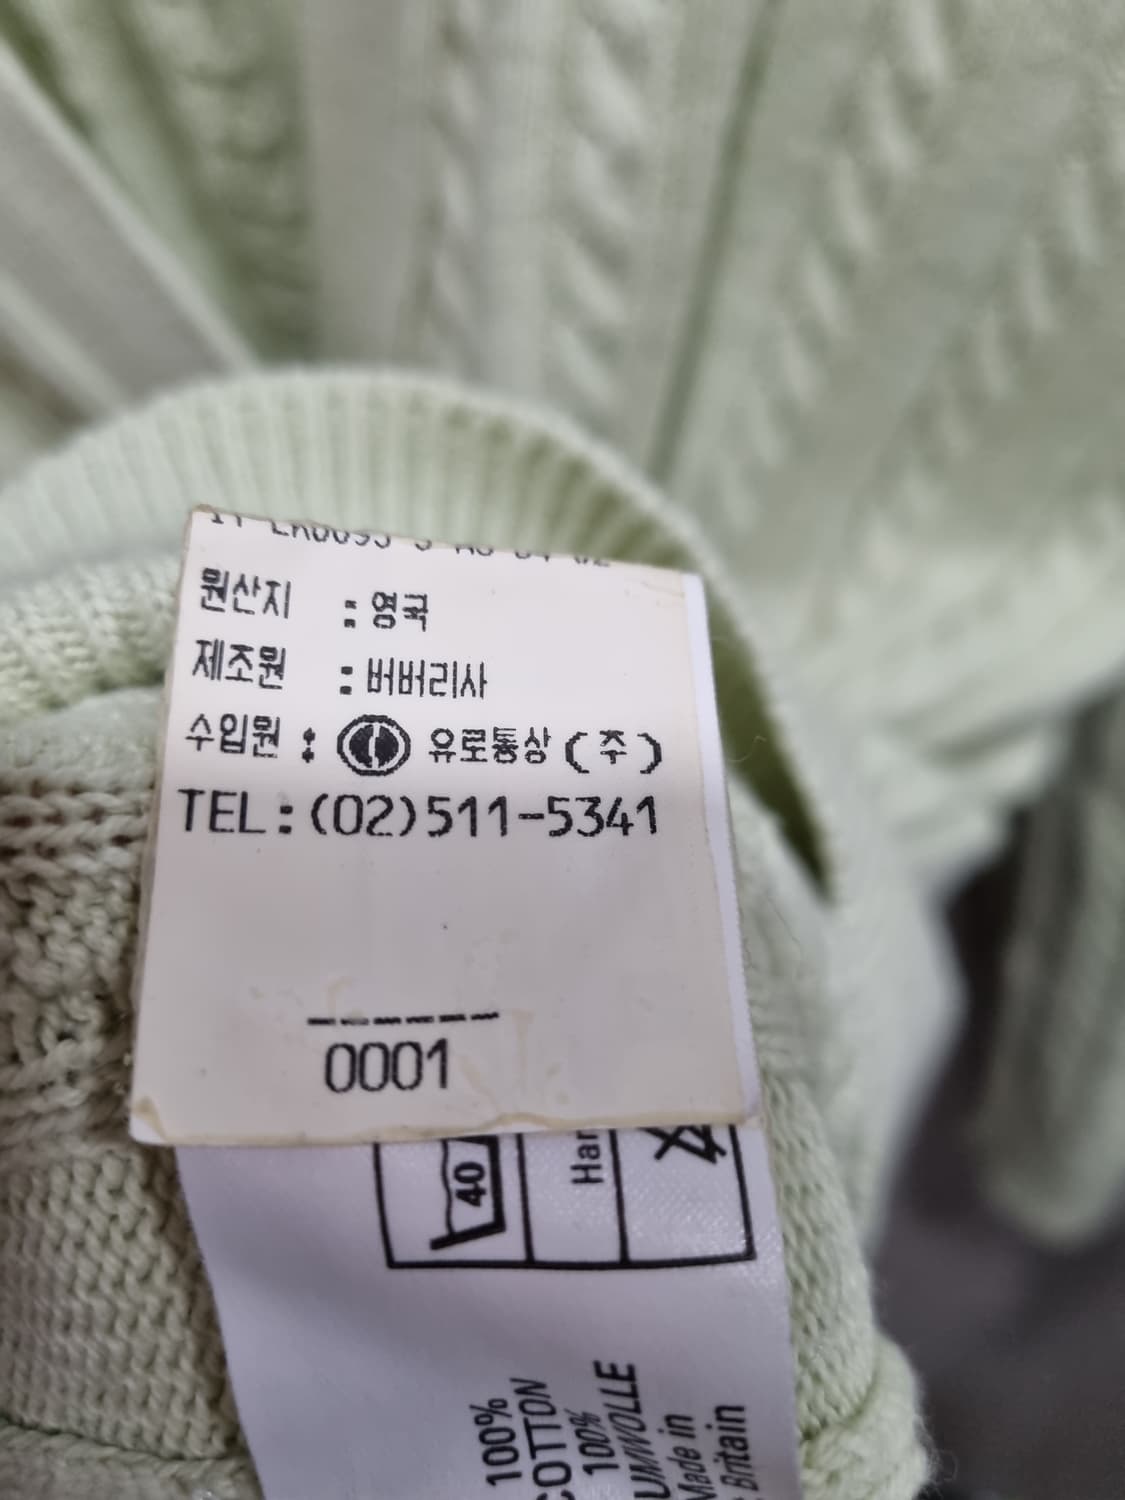 원산지 : 영국
제조원 : 버버리사
수입원 : 유로통상(주)
TEL:(02)511-5341
0001
40
100%
COTTON
100%
Made in
Britain